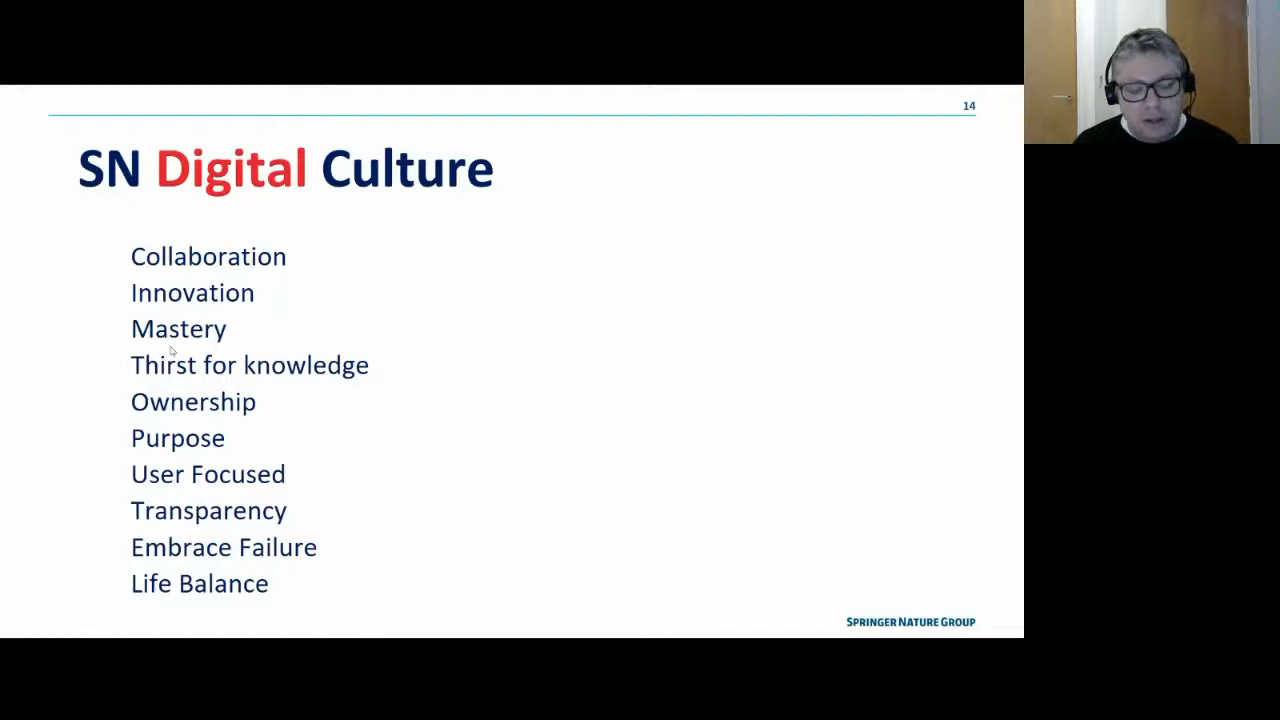 14
SN Digital Culture
Collaboration
Innovation
Mastery
Thirst for knowledge
Ownership
Purpose
User Focused
Transparency
Embrace Failure
Life Balance
SPRINGER NATURE GROUP